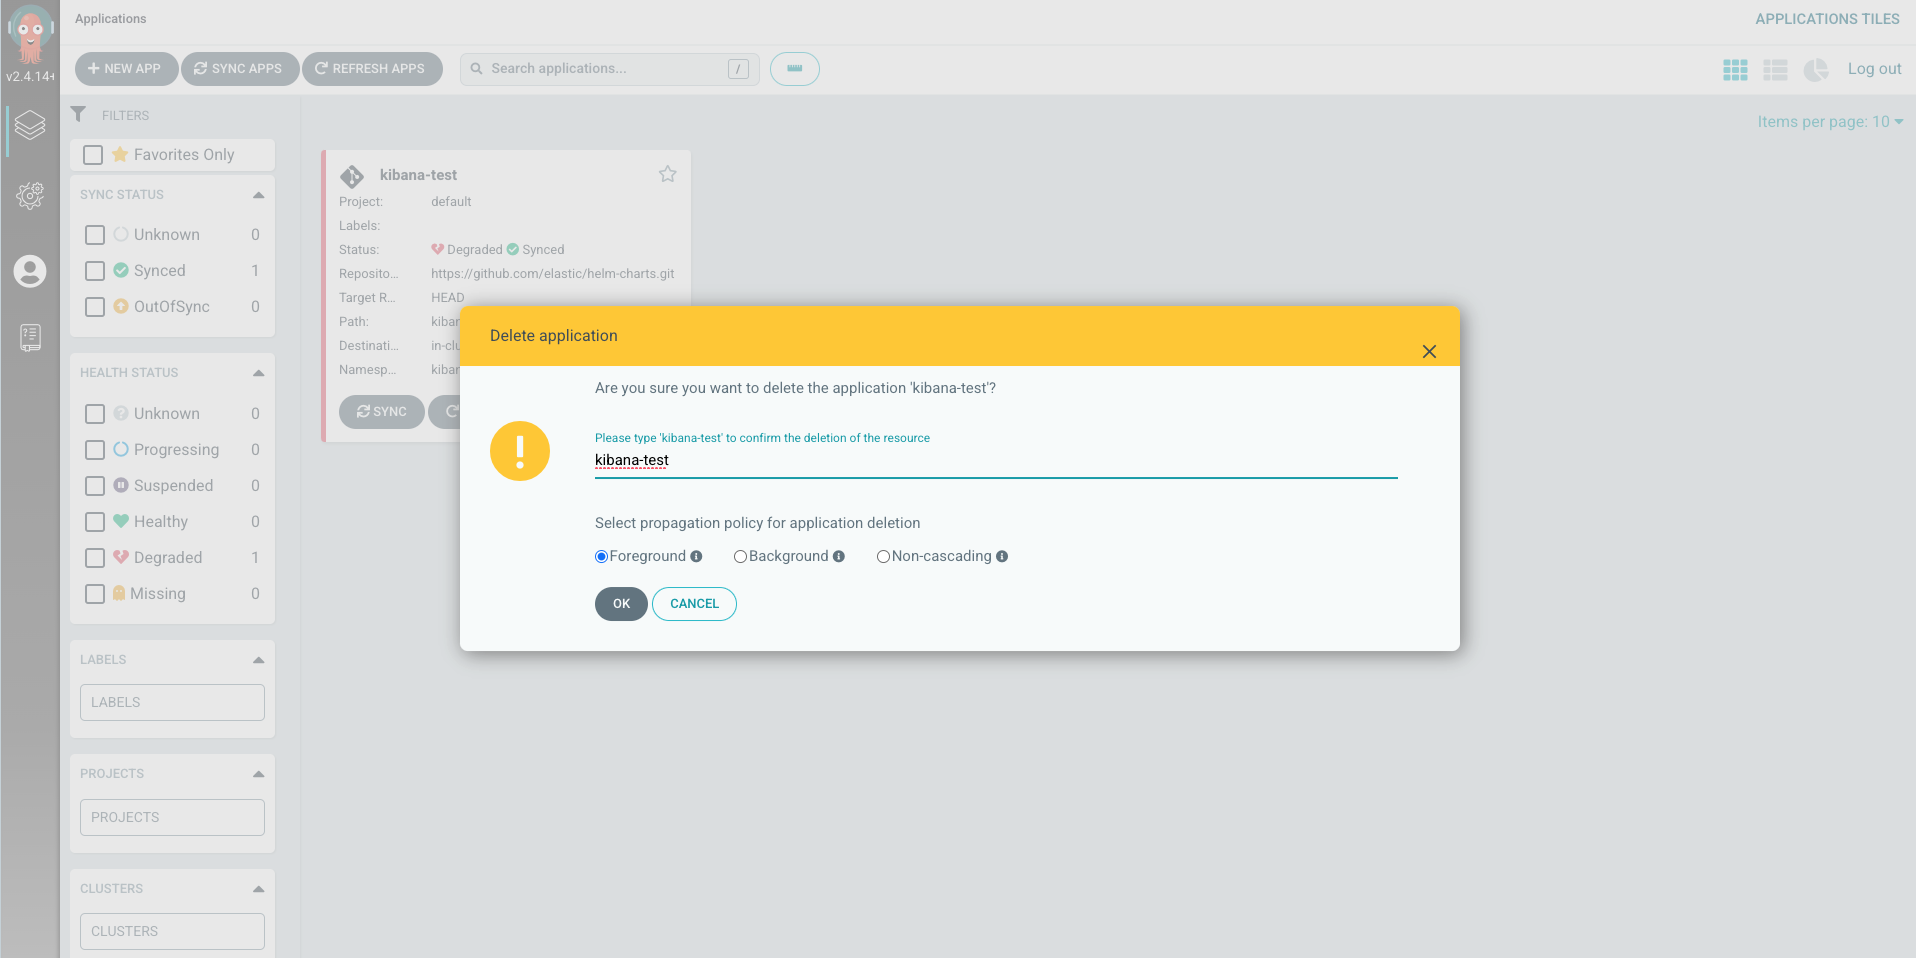 Applications
APPLICATIONS TILES
v2.4.14+
NEW APP
SYNC APPS
REFRESH APPS
Search applications...
/
Log out
FILTERS
Items per page: 10
Favorites Only
SYNC STATUS
Unknown 0
Synced 1
OutOfSync 0
HEALTH STATUS
Unknown 0
Progressing 0
Suspended 0
Healthy 0
Degraded 1
Missing 0
LABELS
LABELS
PROJECTS
PROJECTS
CLUSTERS
CLUSTERS
kibana-test
Project: default
Labels:
Status: Degraded Synced
Reposito... https://github.com/elastic/helm-charts.git
Target R... HEAD
Path: kibar
Destinati... in-clu
Namesp... kibar
SYNC
Delete application
Are you sure you want to delete the application 'kibana-test'?
Please type 'kibana-test' to confirm the deletion of the resource
kibana-test
Select propagation policy for application deletion
Foreground Background Non-cascading
OK CANCEL